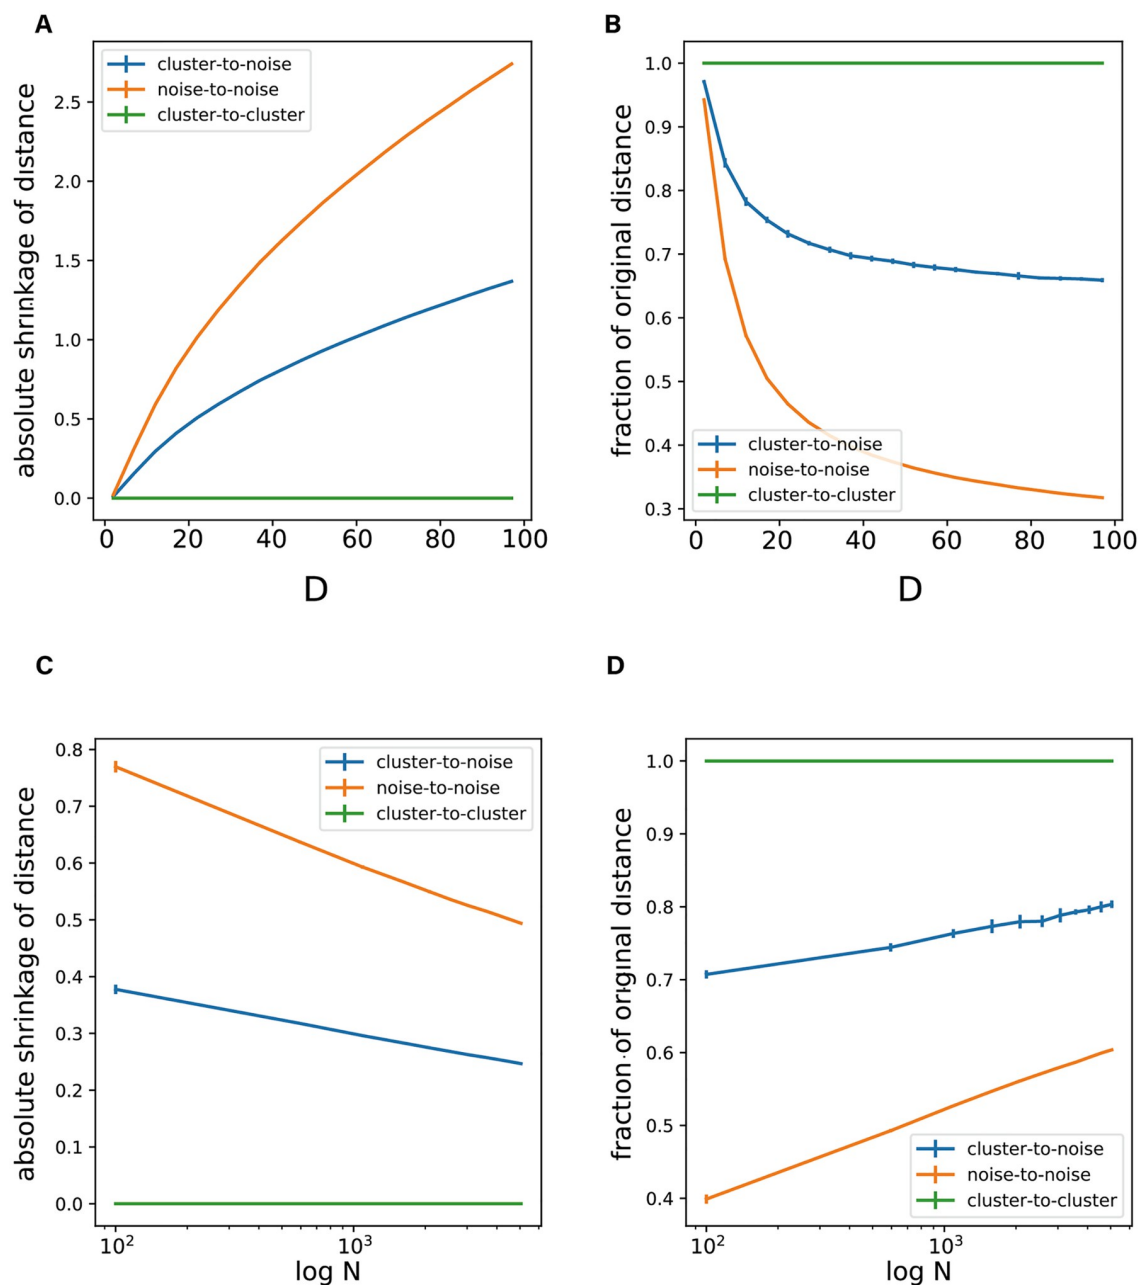 A
B
cluster-to-noise
noise-to-noise
cluster-to-cluster
2.5
2.0
1.5
1.0
0.5
0.0
absolute shrinkage of distance
0 20 40 60 80 100
D
1.0
0.9
0.8
0.7
0.6
0.5
0.4
0.3
fraction of original distance
cluster-to-noise
noise-to-noise
cluster-to-cluster
0 20 40 60 80 100
D
C
D
0.8
0.7
0.6
0.5
0.4
0.3
0.2
0.1
0.0
absolute shrinkage of distance
cluster-to-noise
noise-to-noise
cluster-to-cluster
10² 10³
log N
1.0
0.9
0.8
0.7
0.6
0.5
0.4
fraction of original distance
cluster-to-noise
noise-to-noise
cluster-to-cluster
10² 10³
log N